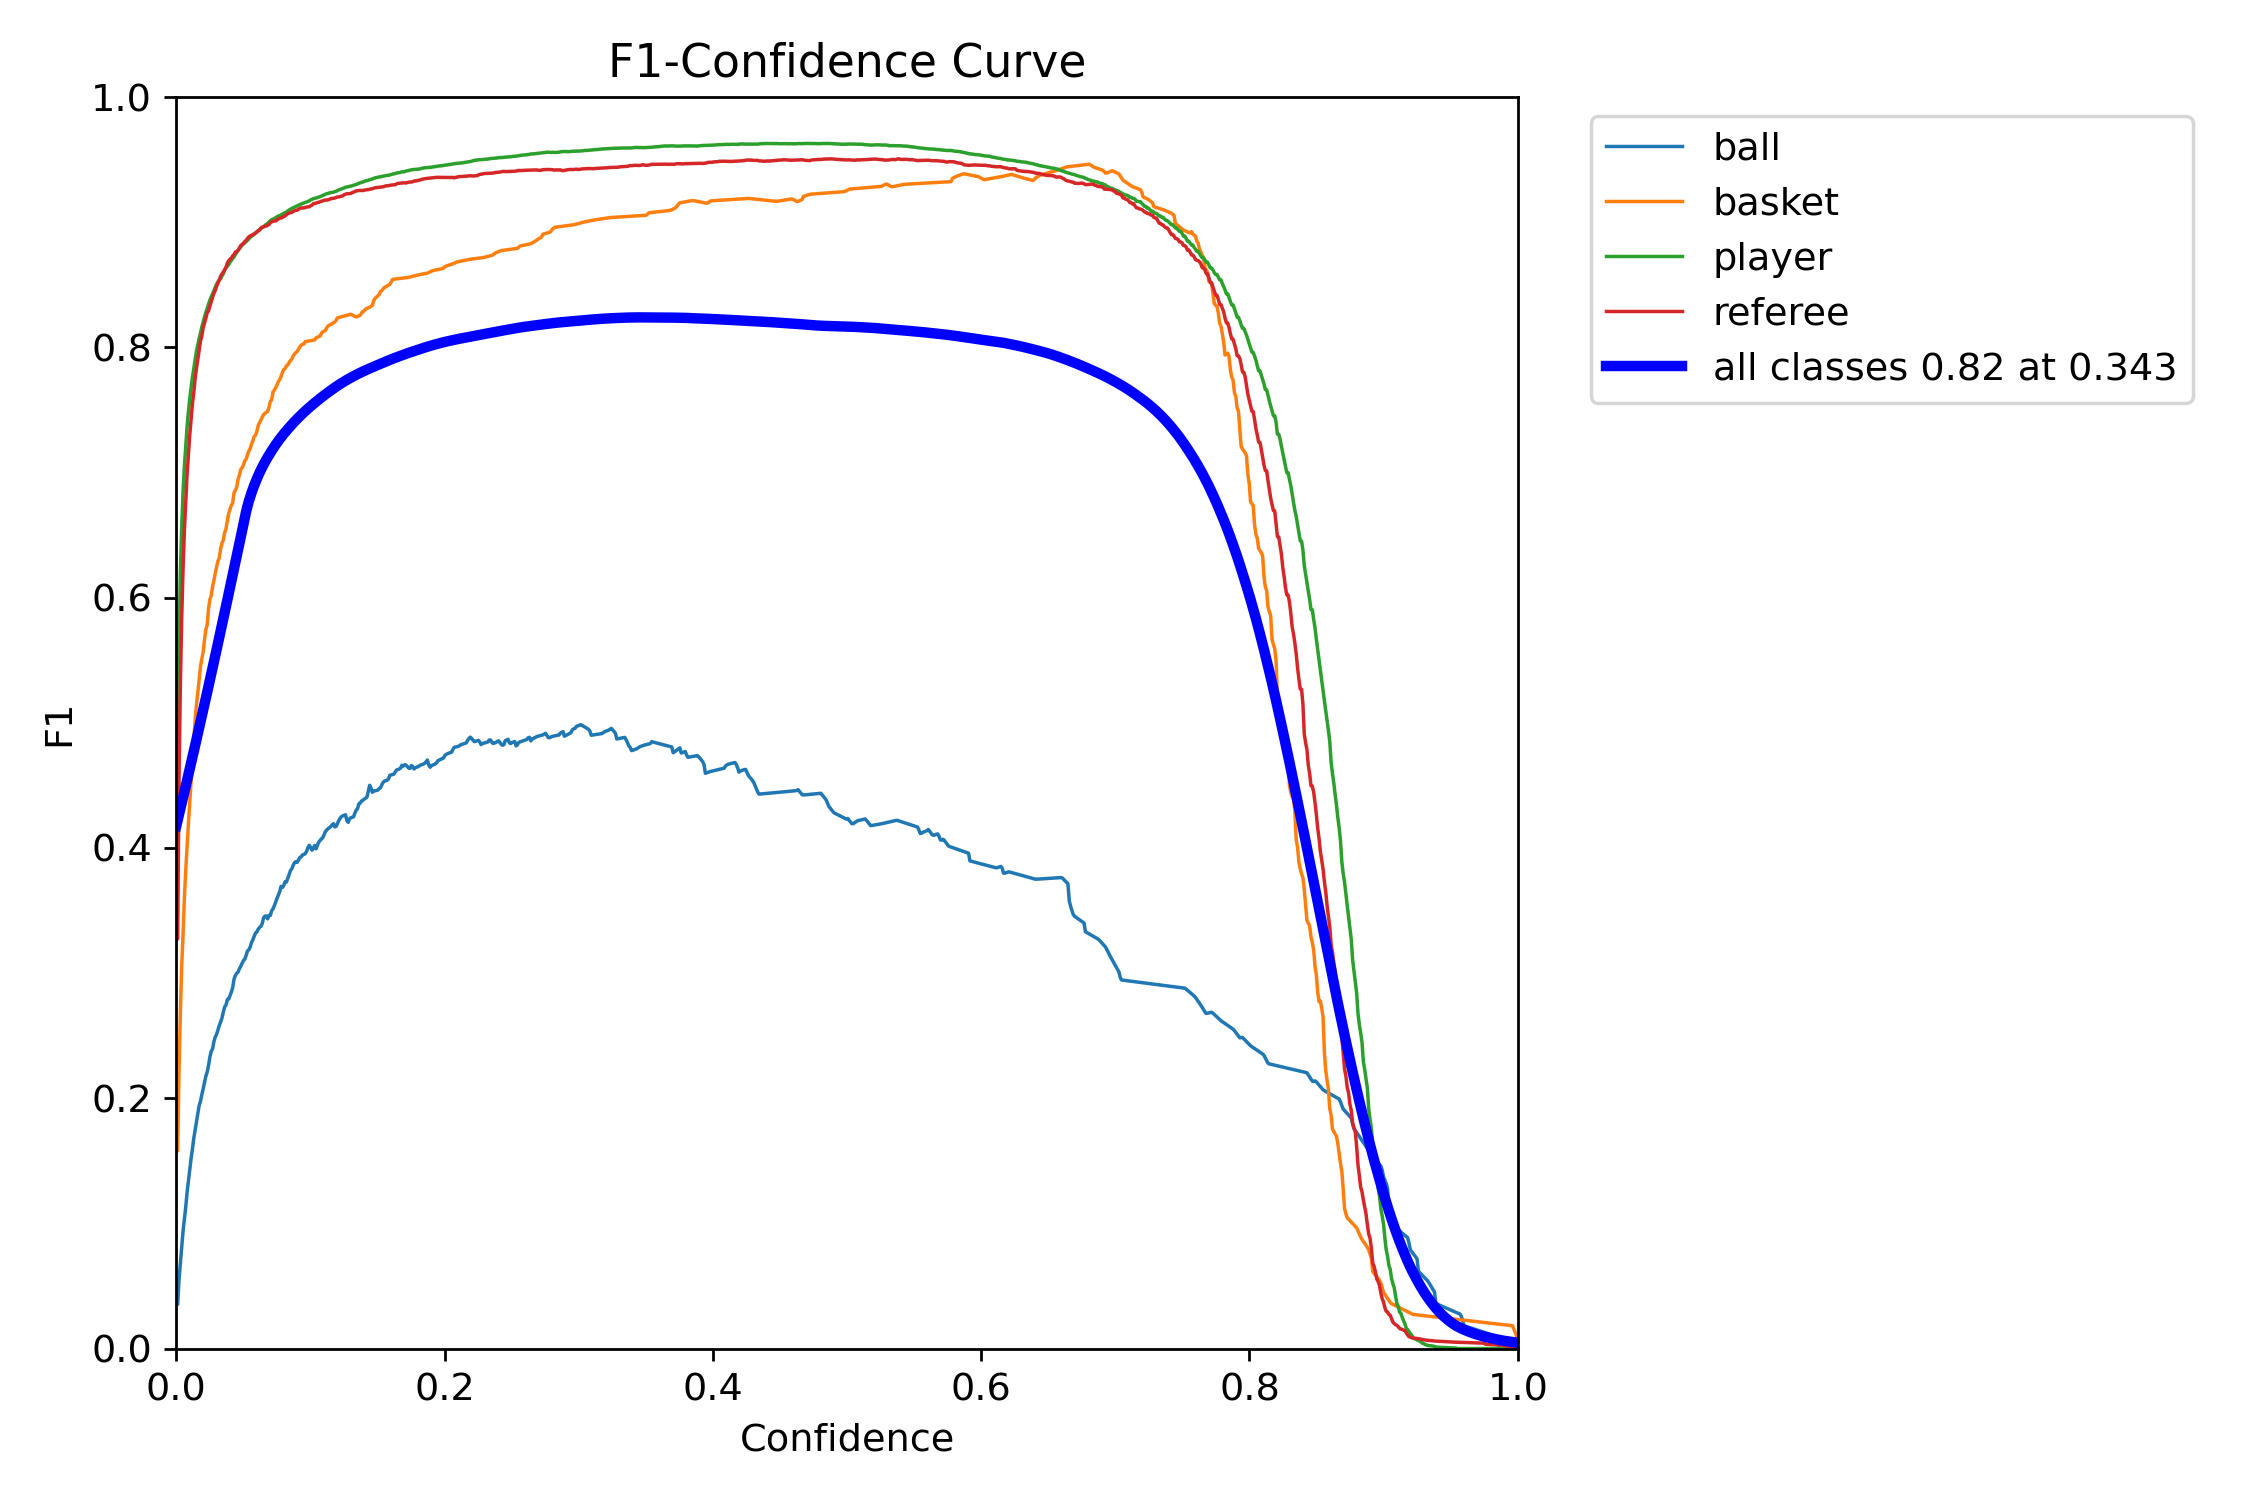 F1-Confidence Curve
1.0
0.8
0.6
0.4
0.2
0.0
F1
0.0 0.2 0.4 0.6 0.8 1.0
Confidence
ball
basket
player
referee
all classes 0.82 at 0.343